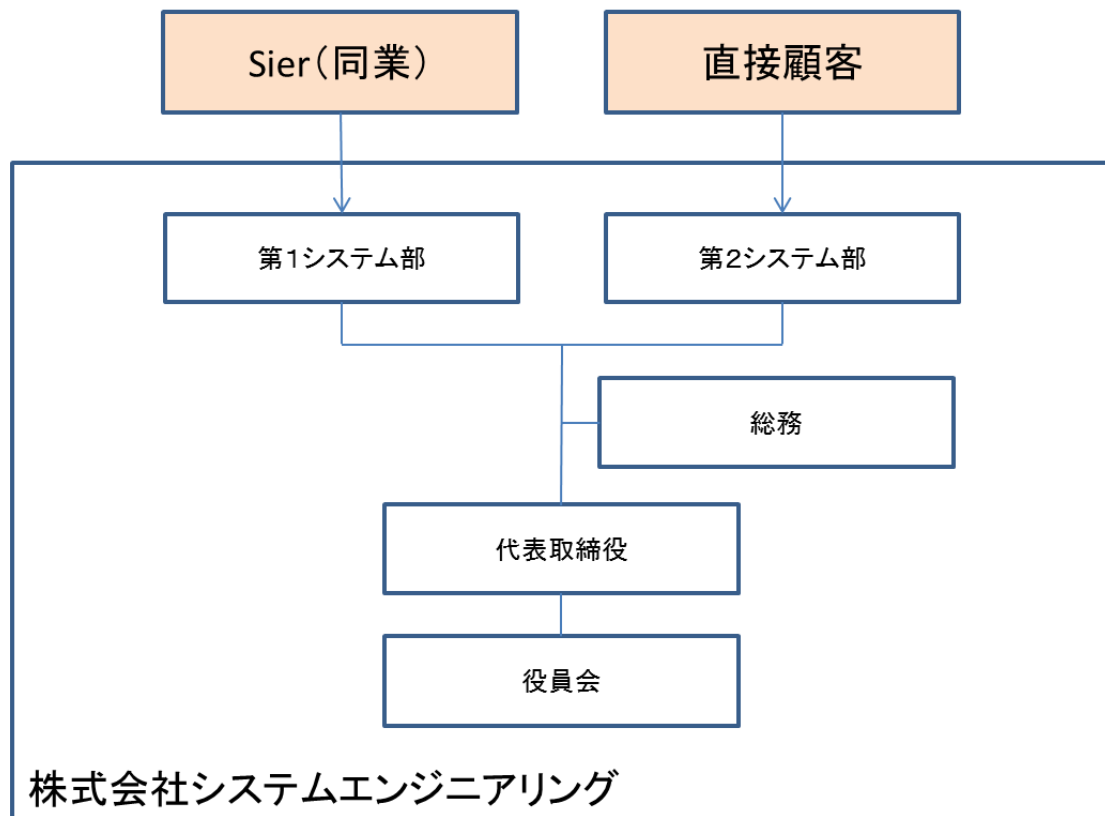 Sier(同業)
直接顧客
第1システム部
第2システム部
総務
代表取締役
役員会
株式会社システムエンジニアリング